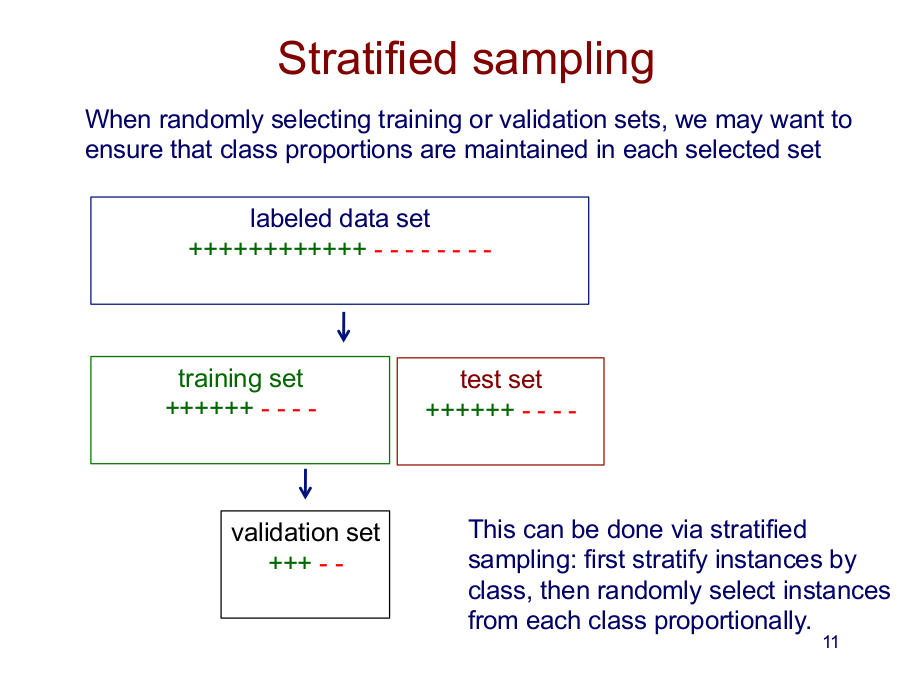 Stratified sampling
When randomly selecting training or validation sets, we may want to
ensure that class proportions are maintained in each selected set
labeled data set
++++++++++++ - - - - - - - -
training set
++++++ - - - -
test set
++++++ - - - -
validation set
+++ - -
This can be done via stratified
sampling: first stratify instances by
class, then randomly select instances
from each class proportionally.
11